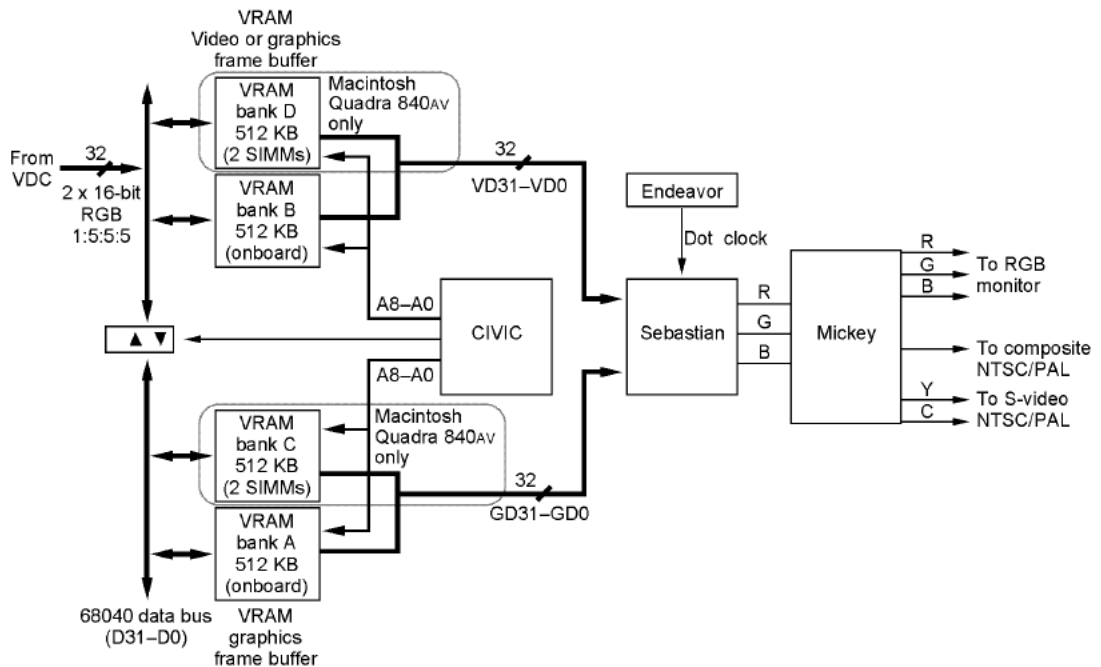 VRAM
Video or graphics
frame buffer
VRAM
bank D
512 KB
(2 SIMMs)
Macintosh
Quadra 840AV
only
From
VDC
32
2 x 16-bit
RGB
1:5:5:5
VRAM
bank B
512 KB
(onboard)
32
VD31–VD0
Endeavor
Dot clock
A8–A0
CIVIC
A8–A0
Sebastian
R
G
B
Mickey
R
G
B
To RGB
monitor
To composite
NTSC/PAL
Y
C
To S-video
NTSC/PAL
VRAM
bank C
512 KB
(2 SIMMs)
Macintosh
Quadra 840AV
only
32
GD31–GD0
VRAM
bank A
512 KB
(onboard)
68040 data bus
(D31–D0)
VRAM
graphics
frame buffer